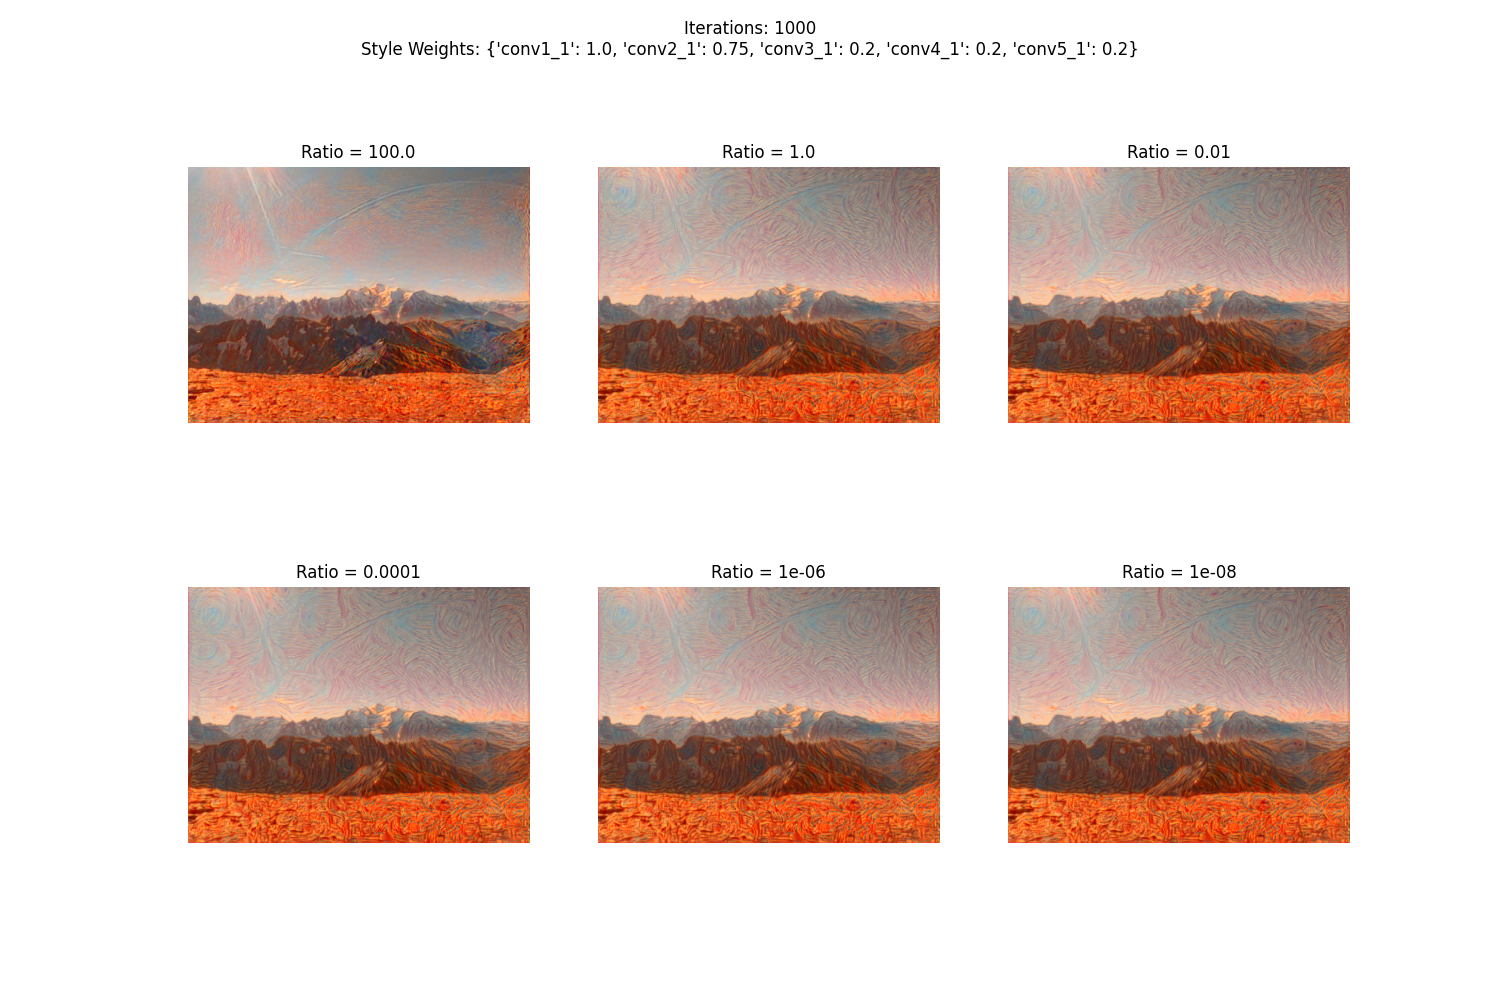 Iterations: 1000
Style Weights: {'conv1_1': 1.0, 'conv2_1': 0.75, 'conv3_1': 0.2, 'conv4_1': 0.2, 'conv5_1': 0.2}
Ratio = 100.0
Ratio = 1.0
Ratio = 0.01
Ratio = 0.0001
Ratio = 1e-06
Ratio = 1e-08